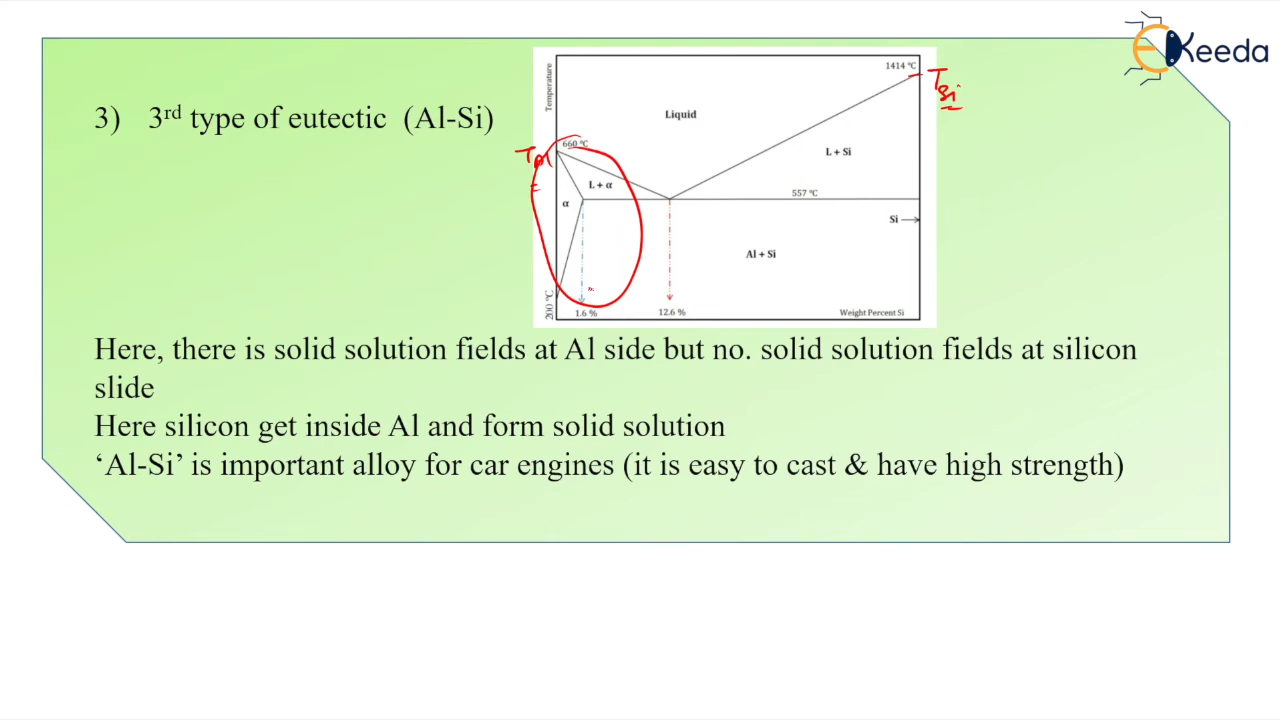 EKeeda
3) 3rd type of eutectic (Al-Si)
Temperature
1414 °C
TSi
Liquid
660 °C
TAl
L + Si
L + α
557 °C
α
Si
Al + Si
200 °C
1.6 %
12.6 %
Weight Percent Si
Here, there is solid solution fields at Al side but no. solid solution fields at silicon
slide
Here silicon get inside Al and form solid solution
‘Al-Si’ is important alloy for car engines (it is easy to cast & have high strength)